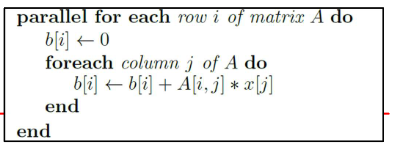 parallel for each row i of matrix A do
b[i] ← 0
foreach column j of A do
b[i] ← b[i] + A[i, j] ∗ x[j]
end
end